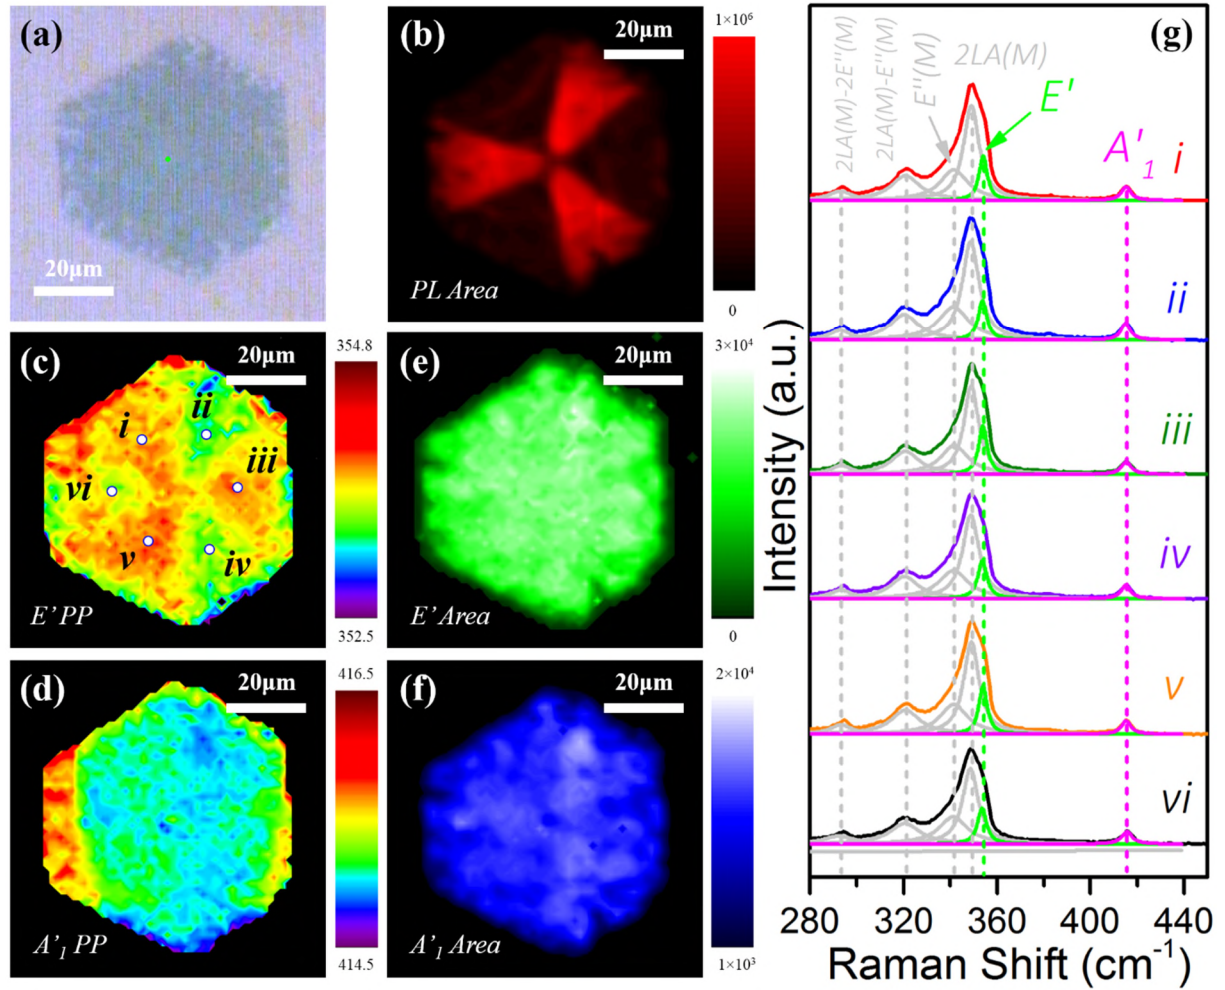 (a)
20μm
(b)
20μm
PL Area
1×10⁶
0
(c)
20μm
i
ii
iii
vi
v
iv
E’ PP
354.8
352.5
(e)
20μm
E’ Area
3×10⁴
0
(d)
20μm
A’₁ PP
416.5
414.5
(f)
20μm
A’₁ Area
2×10⁴
1×10³
(g)
2LA(M)-2E"(M)
2LA(M)-E"(M)
E"(M)
2LA(M)
E'
A'₁
i
ii
iii
iv
v
vi
Intensity (a.u.)
280 320 360 400 440
Raman Shift (cm⁻¹)